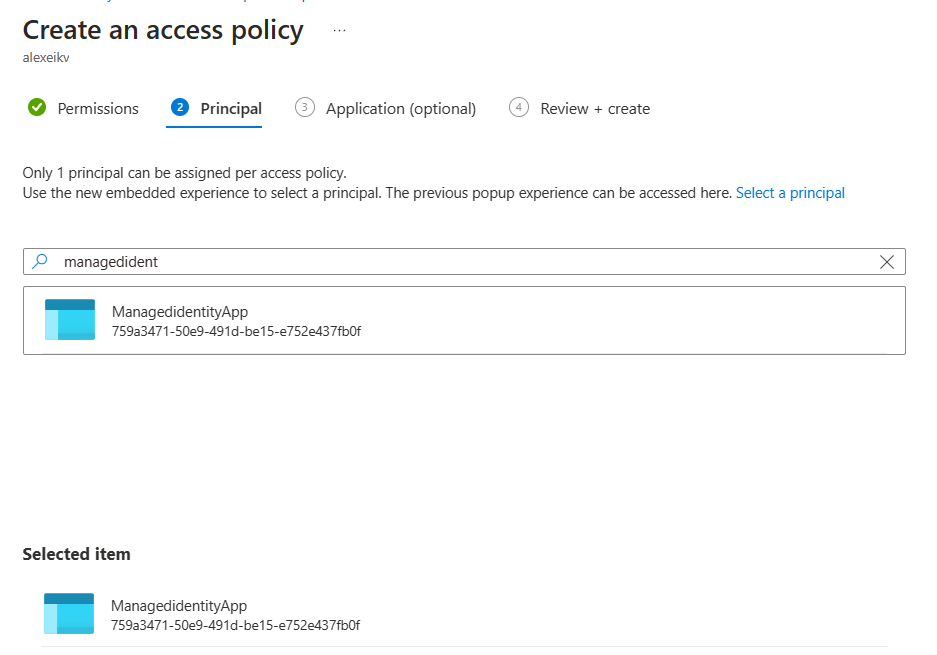 Create an access policy ...
alexeikv
Permissions 2 Principal 3 Application (optional) 4 Review + create
Only 1 principal can be assigned per access policy.
Use the new embedded experience to select a principal. The previous popup experience can be accessed here. Select a principal
managedident
ManagedidentityApp
759a3471-50e9-491d-be15-e752e437fb0f
Selected item
ManagedidentityApp
759a3471-50e9-491d-be15-e752e437fb0f